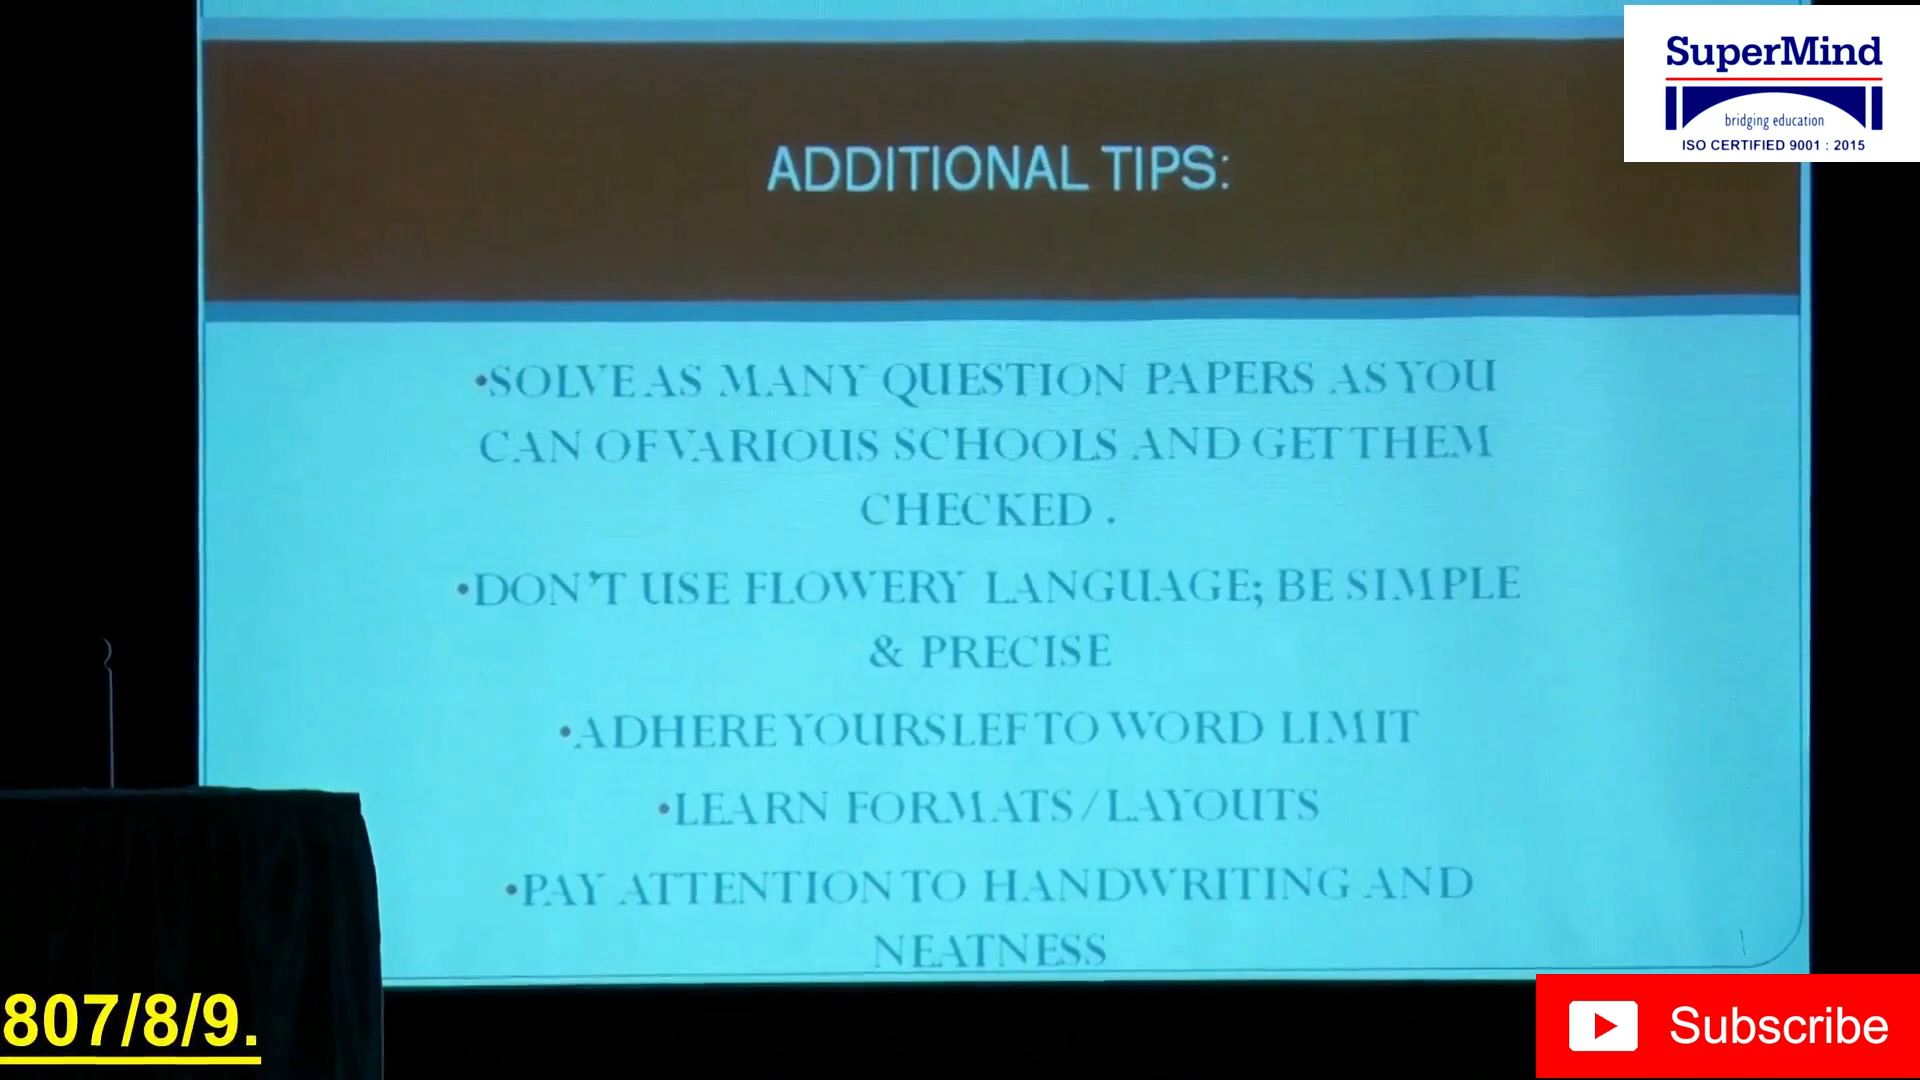 SuperMind
bridging education
ISO CERTIFIED 9001 : 2015
ADDITIONAL TIPS:
•SOLVE AS MANY QUESTION PAPERS AS YOU
CAN OF VARIOUS SCHOOLS AND GET THEM
CHECKED .
•DON'T USE FLOWERY LANGUAGE; BE SIMPLE
& PRECISE
•ADHERE YOURSLEF TO WORD LIMIT
•LEARN FORMATS/LAYOUTS
•PAY ATTENTION TO HANDWRITING AND
NEATNESS
807/8/9.
Subscribe